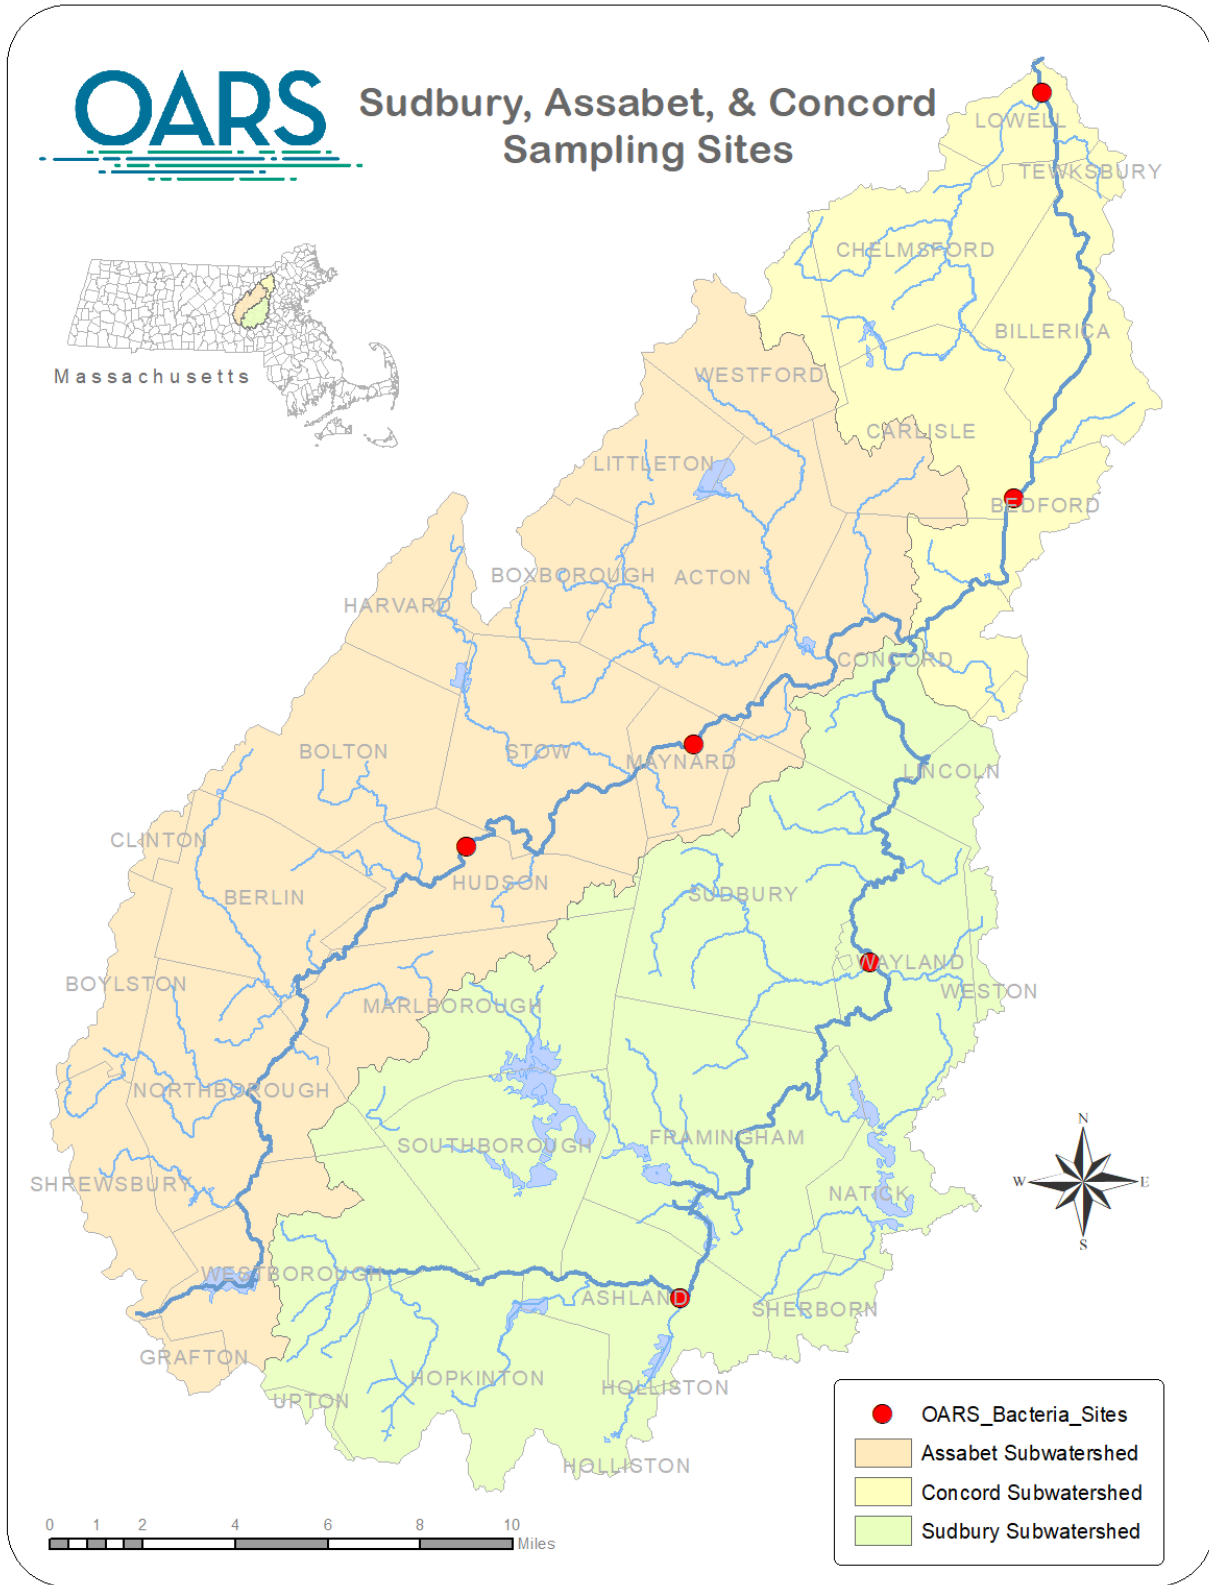 OARS
Sudbury, Assabet, & Concord
Sampling Sites
LOWELL
TEWKSBURY
CHELMSFORD
BILLERICA
Massachusetts
WESTFORD
CARLISLE
LITTLETON
BEDFORD
BOXBOROUGH
ACTON
HARVARD
CONCORD
BOLTON
STOW
MAYNARD
LINCOLN
CLINTON
HUDSON
BERLIN
SUDBURY
WAYLAND
BOYLSTON
WESTON
MARLBOROUGH
NORTHBOROUGH
SOUTHBOROUGH
FRAMINGHAM
N
W
E
S
SHREWSBURY
NATICK
WESTBOROUGH
ASHLAND
SHERBORN
GRAFTON
HOPKINTON
HOLLISTON
UPTON
HOLLISTON
OARS_Bacteria_Sites
Assabet Subwatershed
Concord Subwatershed
Sudbury Subwatershed
0 1 2 4 6 8 10
Miles